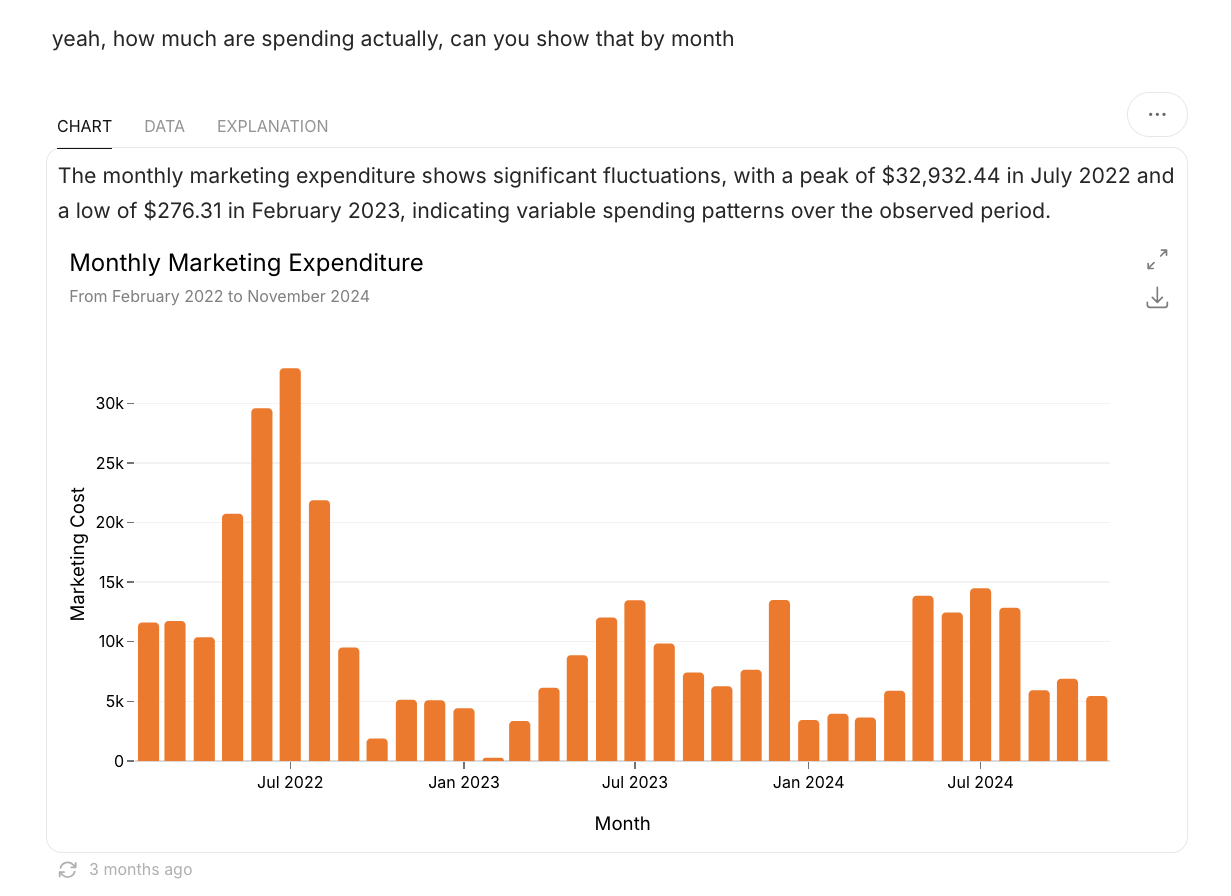 yeah, how much are spending actually, can you show that by month
CHART DATA EXPLANATION
The monthly marketing expenditure shows significant fluctuations, with a peak of $32,932.44 in July 2022 and
a low of $276.31 in February 2023, indicating variable spending patterns over the observed period.
Monthly Marketing Expenditure
From February 2022 to November 2024
Marketing Cost
30k
25k
20k
15k
10k
5k
0
Jul 2022 Jan 2023 Jul 2023 Jan 2024 Jul 2024
Month
3 months ago